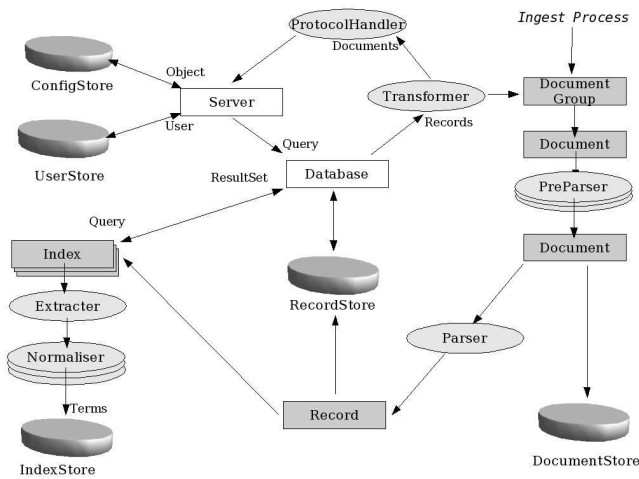 Ingest Process
ProtocolHandler
Documents
ConfigStore
Object
Server
Transformer
Document
Group
User
Records
UserStore
Query
Document
ResultSet
Database
PreParser
Query
Index
Document
RecordStore
Extracter
Parser
Normaliser
Terms
Record
IndexStore
DocumentStore